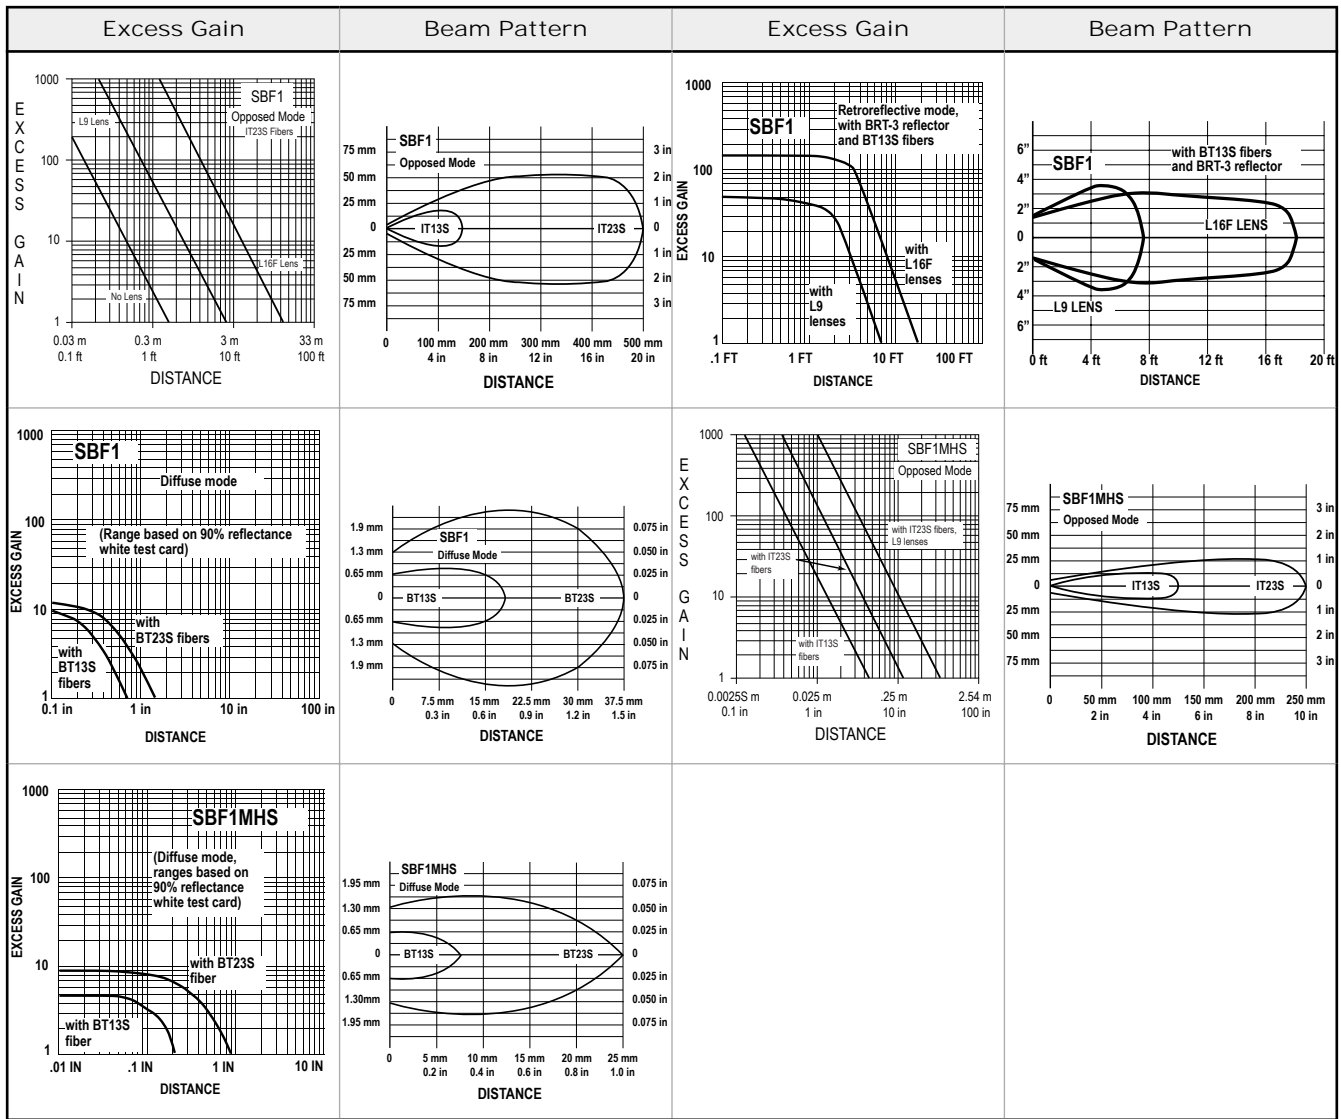 Excess Gain
Beam Pattern
Excess Gain
Beam Pattern
EXCESS GAIN
1000
100
10
1
SBF1
Opposed Mode
IT23S Fibers
L9 Lens
L16F Lens
No Lens
0.03 m 0.3 m 3 m 33 m
0.1 ft 1 ft 10 ft 100 ft
DISTANCE
SBF1
Opposed Mode
75 mm 3 in
50 mm 2 in
25 mm 1 in
0 IT13S IT23S 0
25 mm 1 in
50 mm 2 in
75 mm 3 in
0 100 mm 200 mm 300 mm 400 mm 500 mm
4 in 8 in 12 in 16 in 20 in
DISTANCE
EXCESS GAIN
1000
100
10
1
SBF1
Retroreflective mode,
with BRT-3 reflector
and BT13S fibers
with
L16F
lenses
with
L9
lenses
.1 FT 1 FT 10 FT 100 FT
DISTANCE
6”
4”
2”
0
2”
4”
6”
SBF1
with BT13S fibers
and BRT-3 reflector
L16F LENS
L9 LENS
0 ft 4 ft 8 ft 12 ft 16 ft 20 ft
DISTANCE
EXCESS GAIN
1000
100
10
1
SBF1
Diffuse mode
(Range based on 90% reflectance
white test card)
with
BT23S fibers
with
BT13S
fibers
0.1 in 1 in 10 in 100 in
DISTANCE
SBF1
Diffuse Mode
1.9 mm 0.075 in
1.3 mm 0.050 in
0.65 mm 0.025 in
0 BT13S BT23S 0
0.65 mm 0.025 in
1.3 mm 0.050 in
1.9 mm 0.075 in
0 7.5 mm 15 mm 22.5 mm 30 mm 37.5 mm
0.3 in 0.6 in 0.9 in 1.2 in 1.5 in
DISTANCE
EXCESS GAIN
1000
100
10
1
SBF1MHS
Opposed Mode
with IT23S fibers,
L9 lenses
with IT23S
fibers
with IT13S
fibers
0.0025S m 0.025 m 25 m 2.54 m
0.1 in 1 in 10 in 100 in
DISTANCE
SBF1MHS
Opposed Mode
75 mm 3 in
50 mm 2 in
25 mm 1 in
0 IT13S IT23S 0
25 mm 1 in
50 mm 2 in
75 mm 3 in
0 50 mm 100 mm 150 mm 200 mm 250 mm
2 in 4 in 6 in 8 in 10 in
DISTANCE
EXCESS GAIN
1000
100
10
1
SBF1MHS
(Diffuse mode,
ranges based on
90% reflectance
white test card)
with BT23S
fiber
with BT13S
fiber
.01 IN .1 IN 1 IN 10 IN
DISTANCE
SBF1MHS
Diffuse Mode
1.95 mm 0.075 in
1.30 mm 0.050 in
0.65 mm 0.025 in
0 BT13S BT23S 0
0.65 mm 0.025 in
1.30mm 0.050 in
1.95 mm 0.075 in
0 5 mm 10 mm 15 mm 20 mm 25 mm
0.2 in 0.4 in 0.6 in 0.8 in 1.0 in
DISTANCE